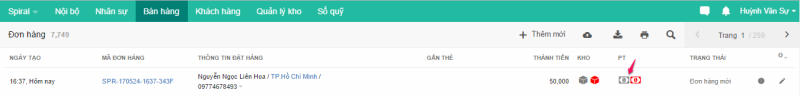 Spiral Nội bộ Nhân sự Bán hàng Khách hàng Quản lý kho Sổ quỹ Huỳnh Văn Sự
Đơn hàng 7,749 + Thêm mới Trang 1 / 259
NGÀY TẠO MÃ ĐƠN HÀNG THÔNG TIN ĐẶT HÀNG GẮN THẺ THÀNH TIỀN KHO PT TRẠNG THÁI
16:37, Hôm nay SPR-170524-1637-343F Nguyễn Ngọc Liên Hoa / TP.Hồ Chí Minh / 50,000 Đơn hàng mới
09774678493